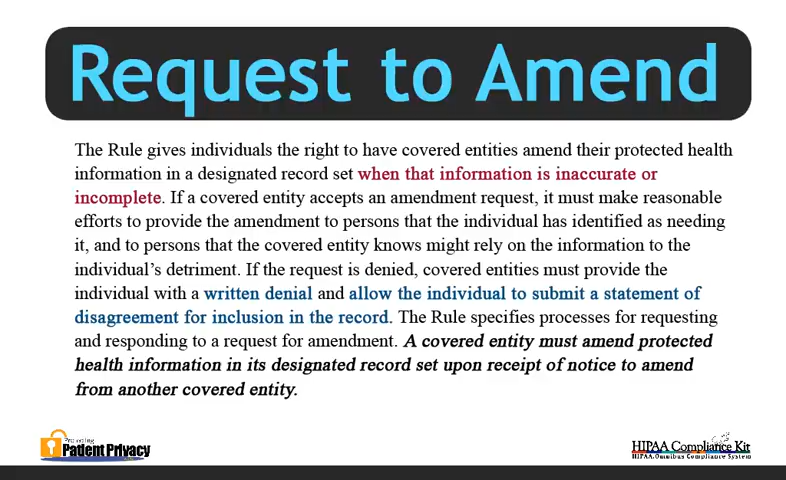 Request to Amend
The Rule gives individuals the right to have covered entities amend their protected health
information in a designated record set when that information is inaccurate or
incomplete. If a covered entity accepts an amendment request, it must make reasonable
efforts to provide the amendment to persons that the individual has identified as needing
it, and to persons that the covered entity knows might rely on the information to the
individual's detriment. If the request is denied, covered entities must provide the
individual with a written denial and allow the individual to submit a statement of
disagreement for inclusion in the record. The Rule specifies processes for requesting
and responding to a request for amendment. A covered entity must amend protected
health information in its designated record set upon receipt of notice to amend
from another covered entity.
Patient Privacy
HIPAA Compliance Kit
HIPAA Omnibus Compliance System